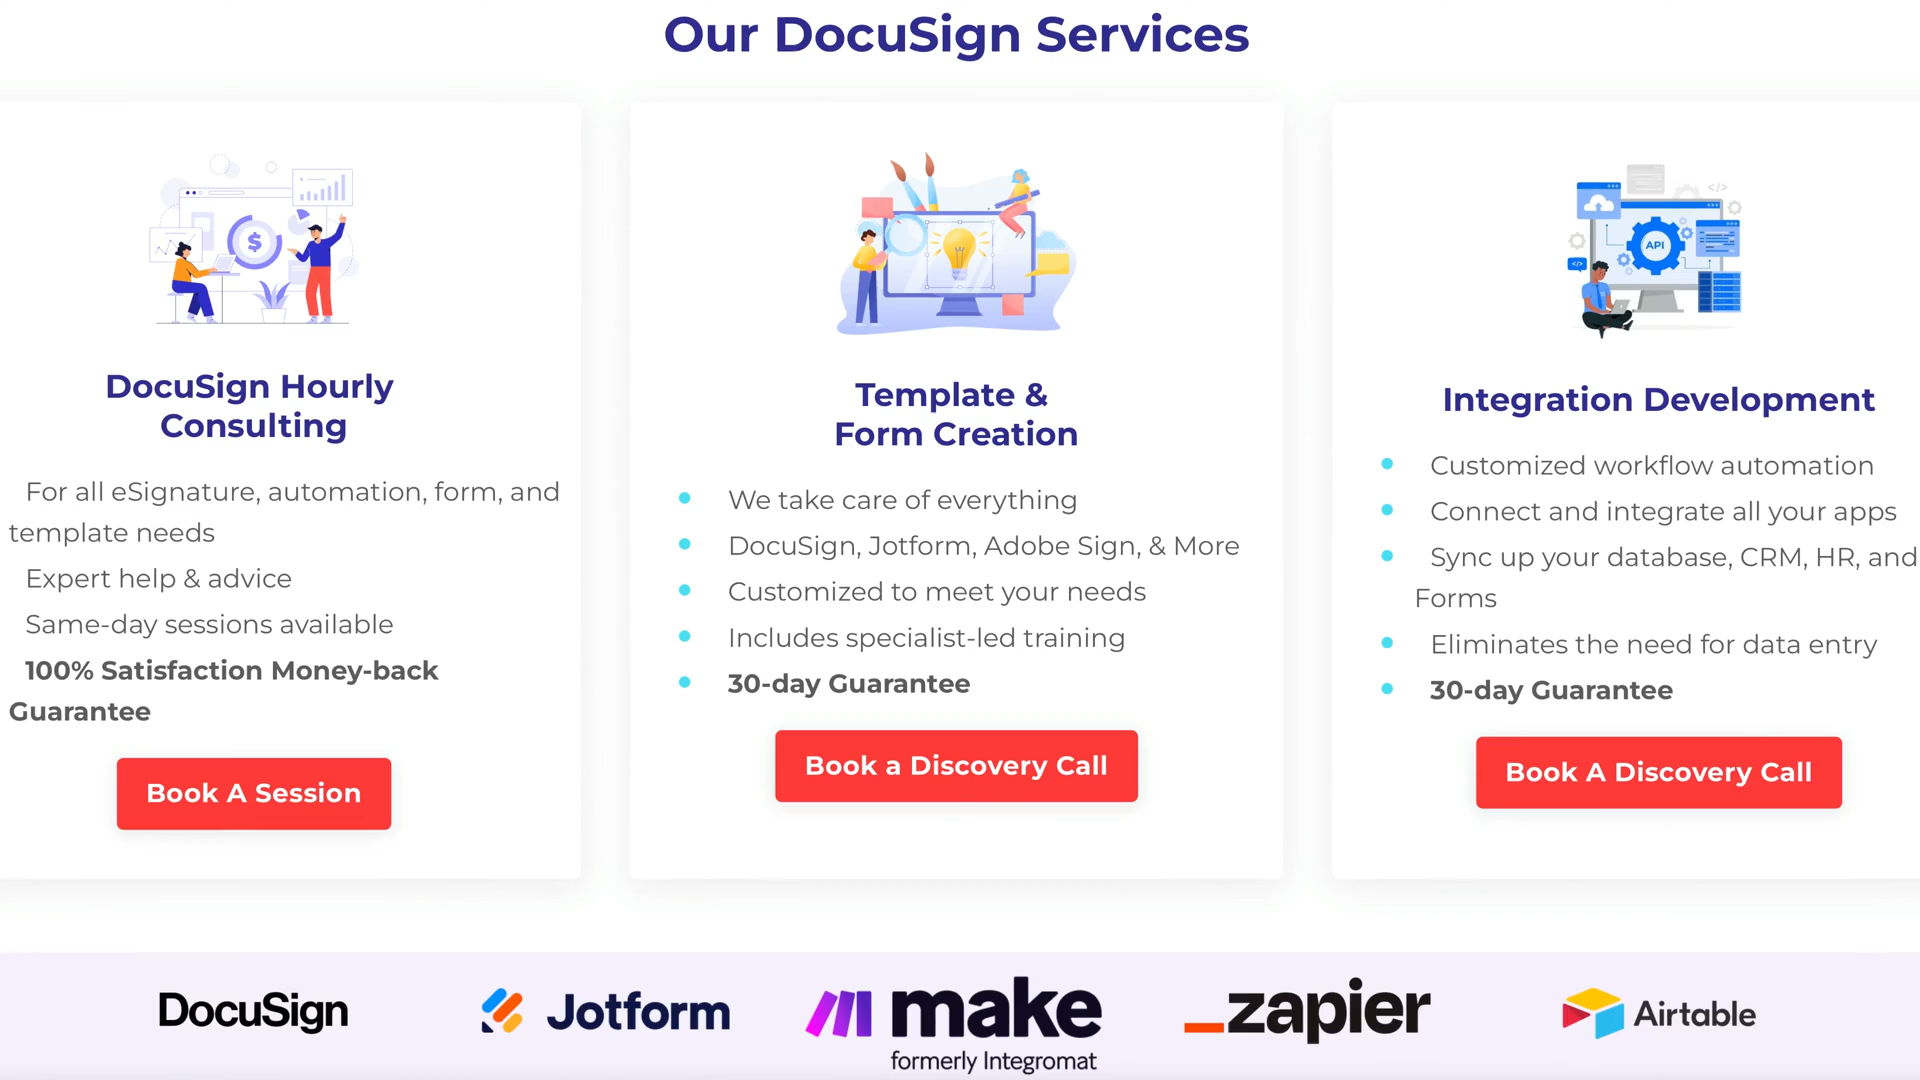 Our DocuSign Services
DocuSign Hourly
Consulting
For all eSignature, automation, form, and
template needs
Expert help & advice
Same-day sessions available
100% Satisfaction Money-back
Guarantee
Book A Session
Template &
Form Creation
We take care of everything
DocuSign, Jotform, Adobe Sign, & More
Customized to meet your needs
Includes specialist-led training
30-day Guarantee
Book a Discovery Call
API
Integration Development
Customized workflow automation
Connect and integrate all your apps
Sync up your database, CRM, HR, and
Forms
Eliminates the need for data entry
30-day Guarantee
Book A Discovery Call
DocuSign
Jotform
make
formerly Integromat
zapier
Airtable